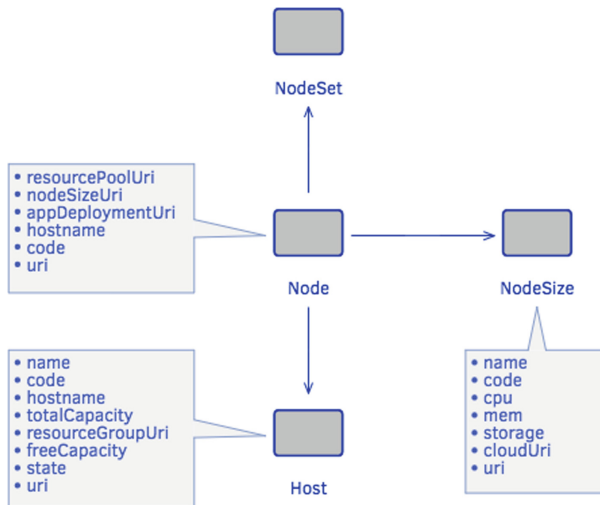 NodeSet
• resourcePoolUri
• nodeSizeUri
• appDeploymentUri
• hostname
• code
• uri
Node
NodeSize
• name
• code
• hostname
• totalCapacity
• resourceGroupUri
• freeCapacity
• state
• uri
Host
• name
• code
• cpu
• mem
• storage
• cloudUri
• uri